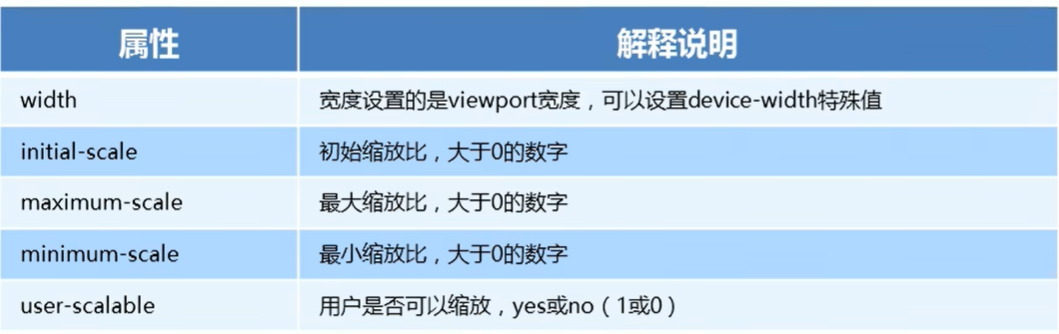 属性 解释说明
width 宽度设置的是viewport宽度，可以设置device-width特殊值
initial-scale 初始缩放比，大于0的数字
maximum-scale 最大缩放比，大于0的数字
minimum-scale 最小缩放比，大于0的数字
user-scalable 用户是否可以缩放，yes或no（1或0）